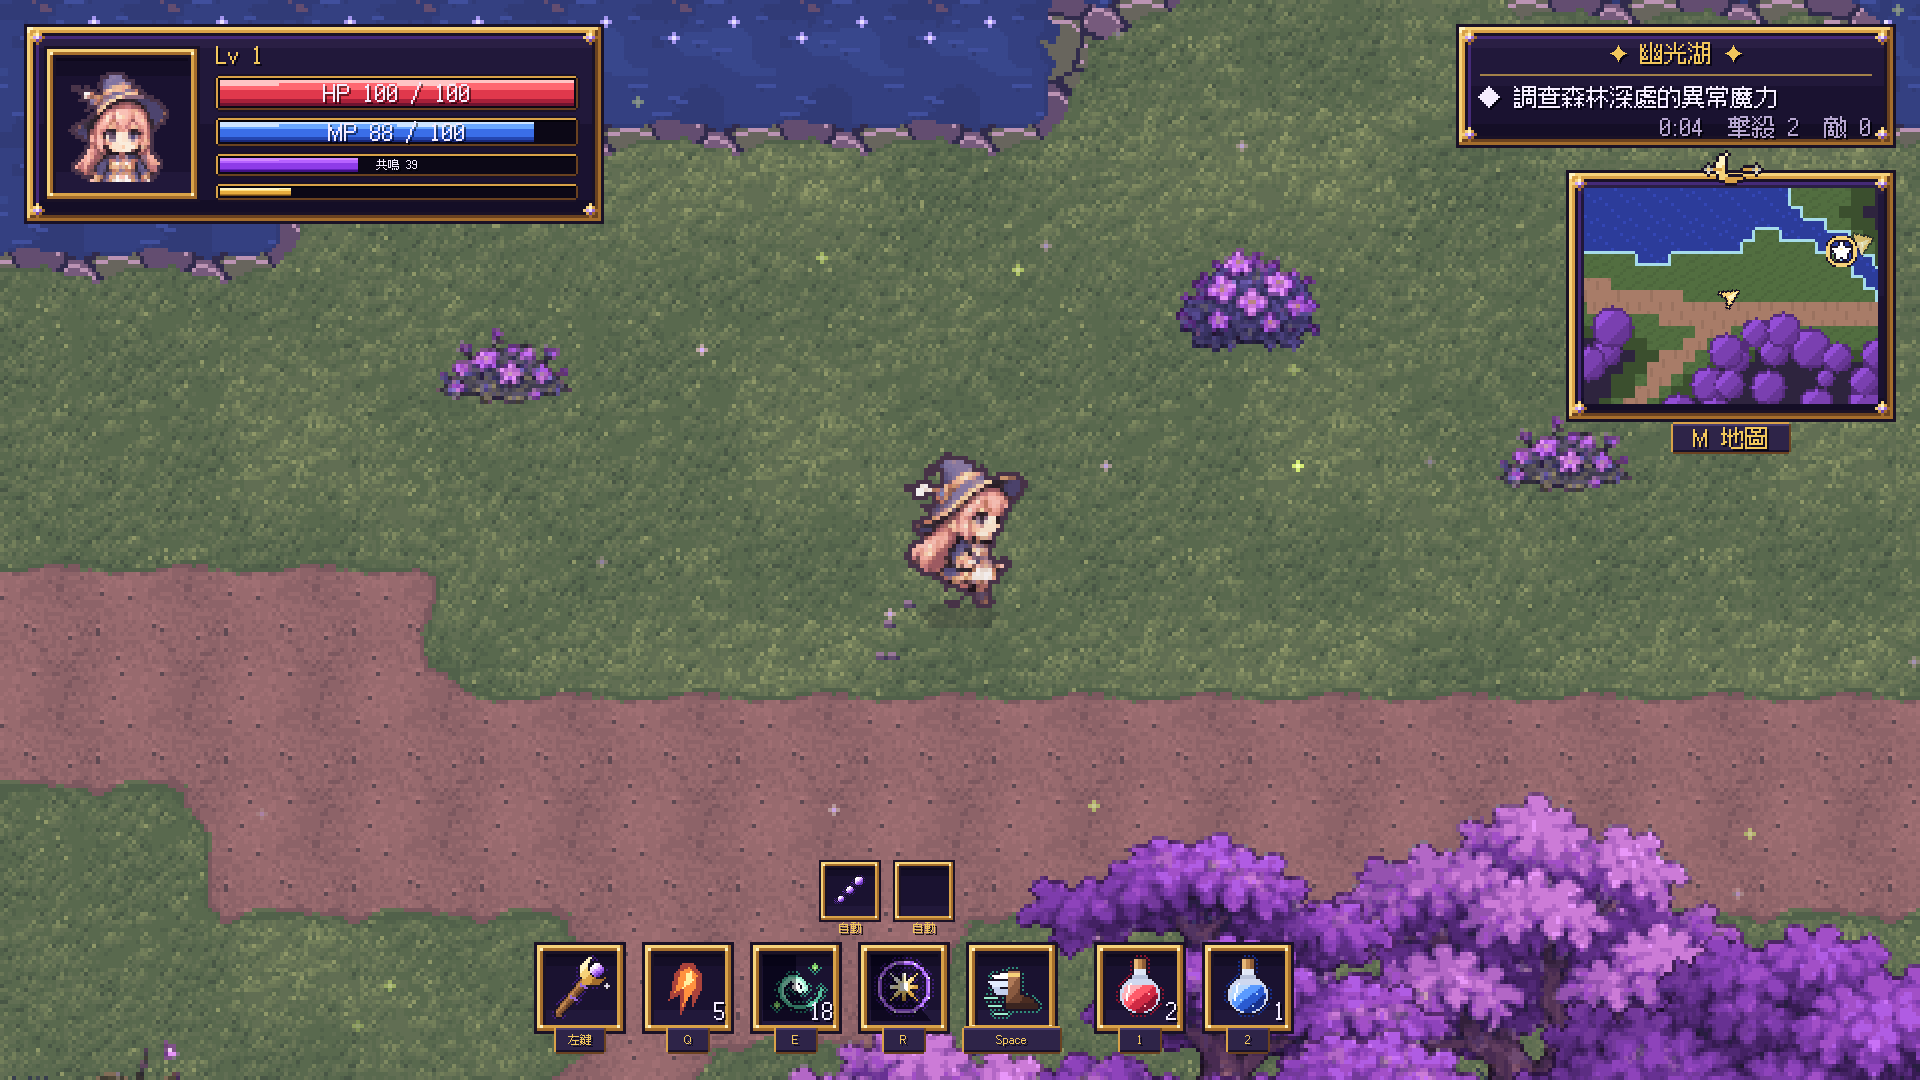 Lv 1
HP 100 / 100
MP 88 / 100
共鳴 39
幽光湖
調查森林深處的異常魔力
0:04 擊殺 2 敵 0
M 地圖
自動 自動
5 18 2 1
左鍵 Q E R Space 1 2